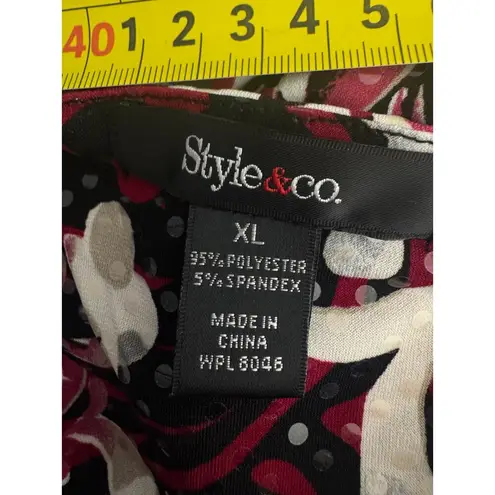 40 1 2 3 4 5
Style&co.
XL
95% POLYESTER
5% SPANDEX
MADE IN
CHINA
WPL 8046